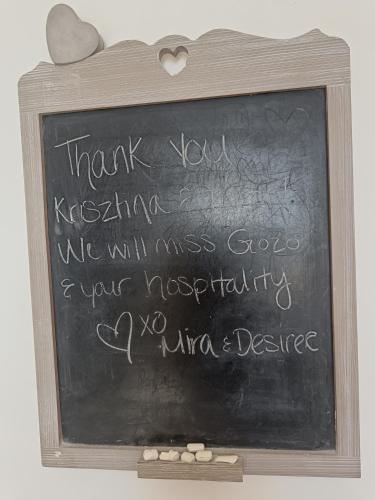 Thank you
Krisztina &
We will miss Gozo
& your hospitality
♡ xo Mira & Desiree